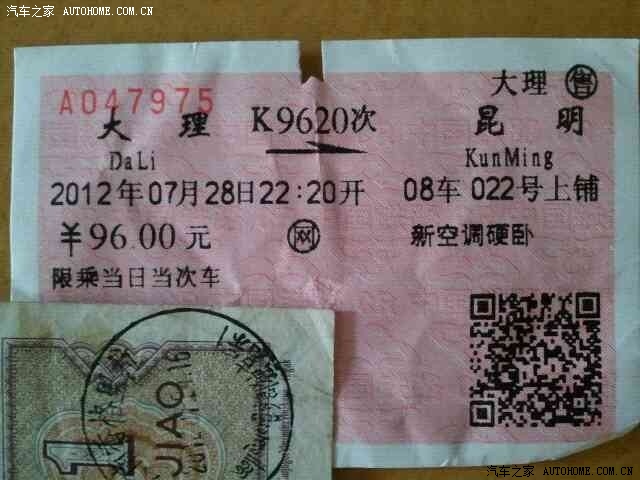 汽车之家 AUTOHOME.COM.CN
大理 售
A047975
大理 K9620次 昆明
DaLi KunMing
2012年07月28日22:20开 08车022号上铺
￥96.00元 网 新空调硬卧
限乘当日当次车
1 JIAO
汽车之家 AUTOHOME.COM.CN